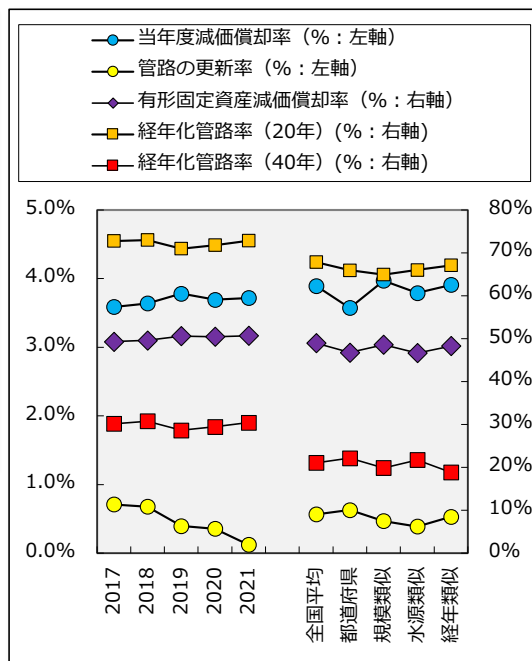 当年度減価償却率（%：左軸）
管路の更新率（%：左軸）
有形固定資産減価償却率（%：右軸）
経年化管路率（20年）(%：右軸)
経年化管路率（40年）(%：右軸)
5.0%
4.0%
3.0%
2.0%
1.0%
0.0%
80%
70%
60%
50%
40%
30%
20%
10%
0%
2017
2018
2019
2020
2021
全国平均
都道府県
規模類似
水源類似
経年類似